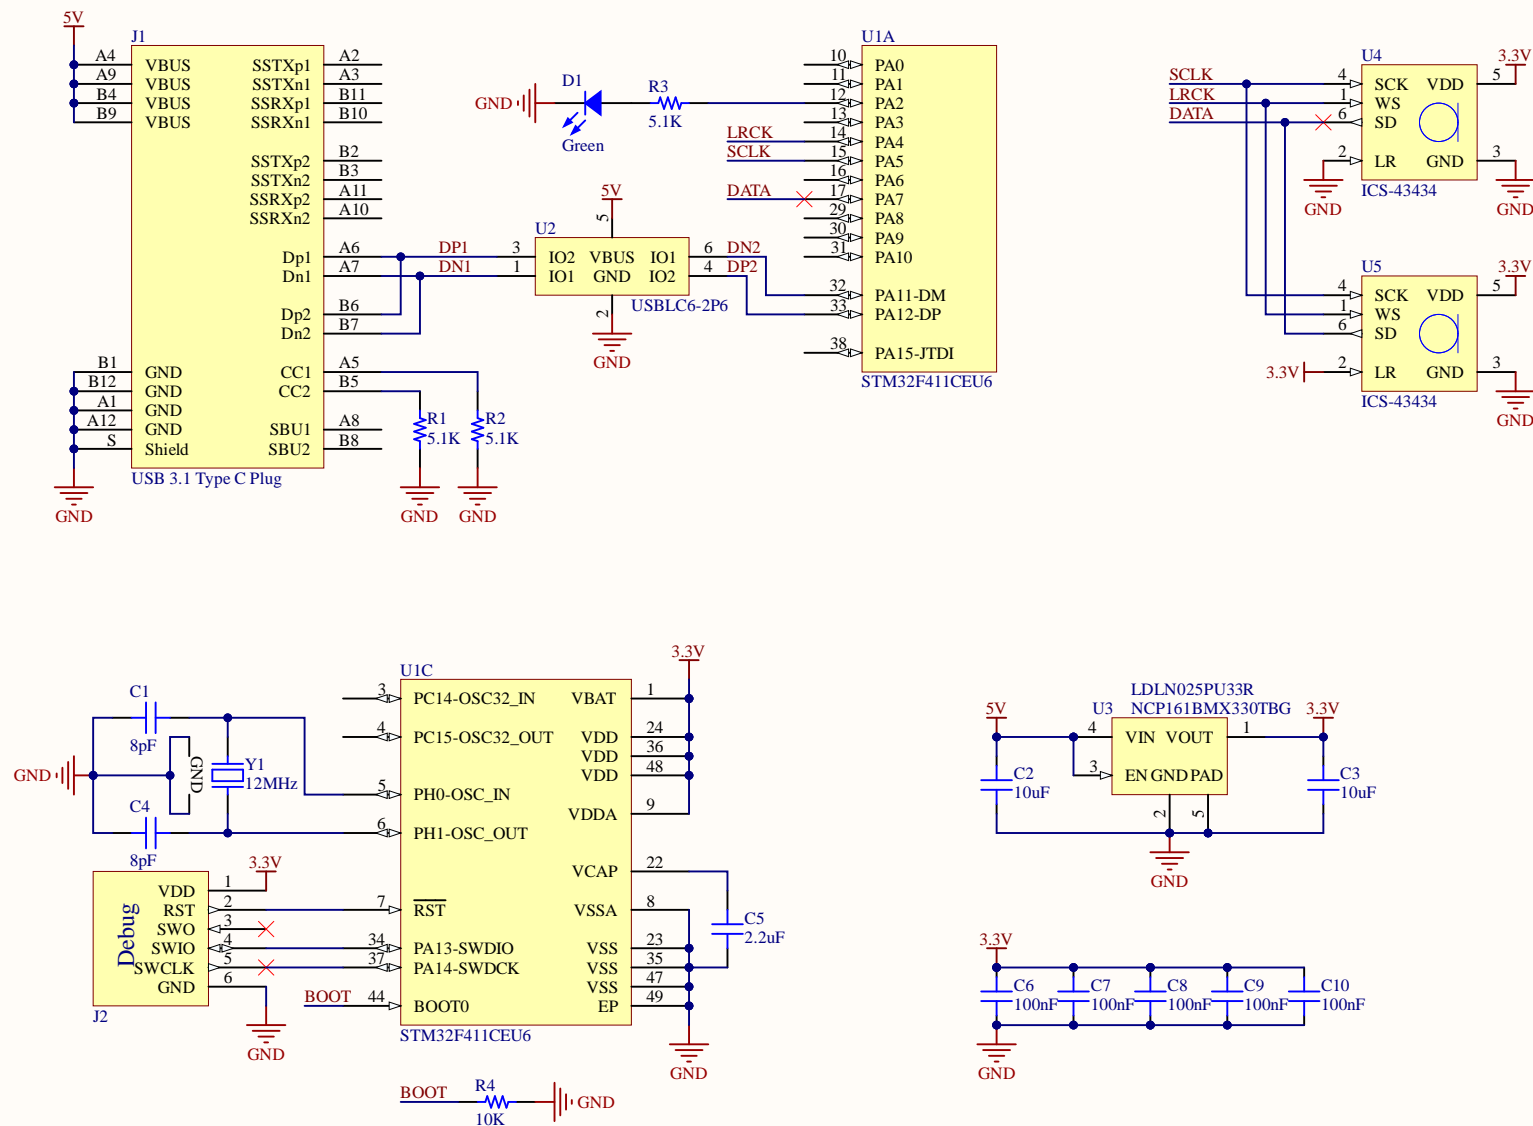 5V
J1
A4 VBUS SSTXp1 A2
A9 VBUS SSTXn1 A3
B4 VBUS SSRXp1 B11
B9 VBUS SSRXn1 B10
SSTXp2 B2
SSTXn2 B3
SSRXp2 A11
SSRXn2 A10
Dp1 A6 DP1
Dn1 A7 DN1
Dp2 B6
Dn2 B7
B1 GND CC1 A5
B12 GND CC2 B5
A1 GND
A12 GND SBU1 A8
S Shield SBU2 B8
USB 3.1 Type C Plug
GND
R1
5.1K
GND
R2
5.1K
GND
GND
D1
Green
R3
5.1K
5V
5
U2
3 IO2 VBUS IO1 6 DN2
1 IO1 GND IO2 4 DP2
USBLC6-2P6
2
GND
U1A
10 PA0
11 PA1
12 PA2
13 PA3
LRCK 14 PA4
SCLK 15 PA5
16 PA6
DATA 17 PA7
29 PA8
30 PA9
31 PA10
32 PA11-DM
33 PA12-DP
38 PA15-JTDI
STM32F411CEU6
U4
3.3V
SCLK 4 SCK VDD 5
LRCK 1 WS
DATA 6 SD
2 LR GND 3
GND
ICS-43434
GND
U5
3.3V
4 SCK VDD 5
1 WS
6 SD
3.3V 2 LR GND 3
ICS-43434
GND
C1
8pF
GND
GND
Y1
12MHz
C4
8pF
U1C
3.3V
3 PC14-OSC32_IN VBAT 1
4 PC15-OSC32_OUT VDD 24
VDD 36
VDD 48
5 PH0-OSC_IN
VDDA 9
6 PH1-OSC_OUT
VCAP 22
7 RST VSSA 8
34 PA13-SWDIO VSS 23
37 PA14-SWDCK VSS 35
VSS 47
44 BOOT0 EP 49
BOOT
STM32F411CEU6
GND
C5
2.2uF
3.3V
Debug
VDD 1
RST 2
SWO 3
SWIO 4
SWCLK 5
GND 6
J2
GND
BOOT
R4
10K
GND
LDLN025PU33R
NCP161BMX330TBG
5V
U3
3.3V
4 VIN VOUT 1
3 EN GND PAD
2 5
C2
10uF
C3
10uF
GND
3.3V
C6 C7 C8 C9 C10
100nF 100nF 100nF 100nF 100nF
GND